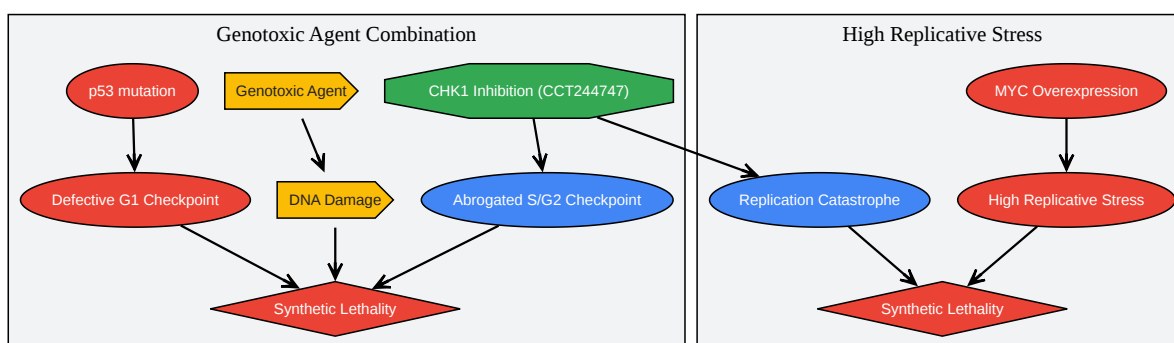 Genotoxic Agent Combination
High Replicative Stress
p53 mutation
Genotoxic Agent
CHK1 Inhibition (CCT244747)
MYC Overexpression
Defective G1 Checkpoint
DNA Damage
Abrogated S/G2 Checkpoint
Replication Catastrophe
High Replicative Stress
Synthetic Lethality
Synthetic Lethality